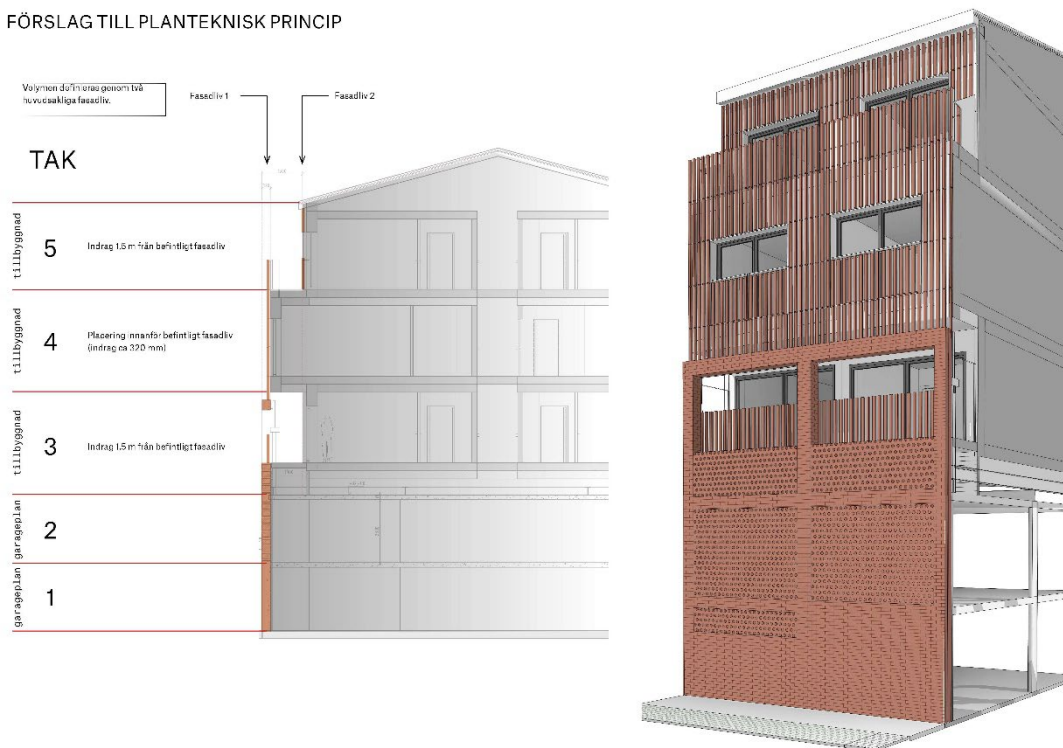 FÖRSLAG TILL PLANTEKNISK PRINCIP
Volymen definieras genom två
huvudsakliga fasadliv.
Fasadliv 1
Fasadliv 2
TAK
tillbyggnad
5
Indrag 1.5 m från befintligt fasadliv
tillbyggnad
4
Placering innanför befintligt fasadliv
(indrag ca 320 mm)
tillbyggnad
3
Indrag 1.5 m från befintligt fasadliv
garageplan
2
garageplan
1